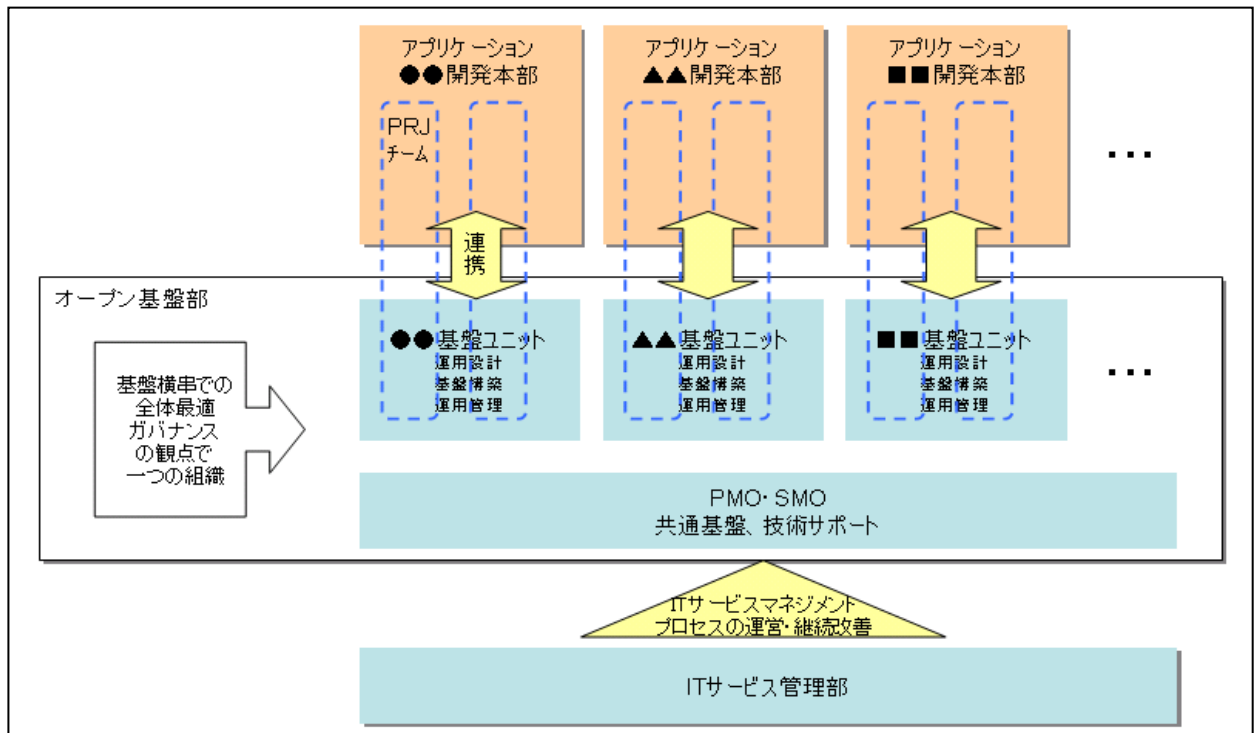 アプリケーション
●●開発本部
アプリケーション
▲▲開発本部
アプリケーション
■■開発本部
PRJ
チーム
・・・
連
携
オープン基盤部
●●基盤ユニット
運用設計
基盤構築
運用管理
▲▲基盤ユニット
運用設計
基盤構築
運用管理
■■基盤ユニット
運用設計
基盤構築
運用管理
・・・
基盤横串での
全体最適
ガバナンス
の観点で
一つの組織
PMO・SMO
共通基盤、技術サポート
ITサービスマネジメント
プロセスの運営・継続改善
ITサービス管理部